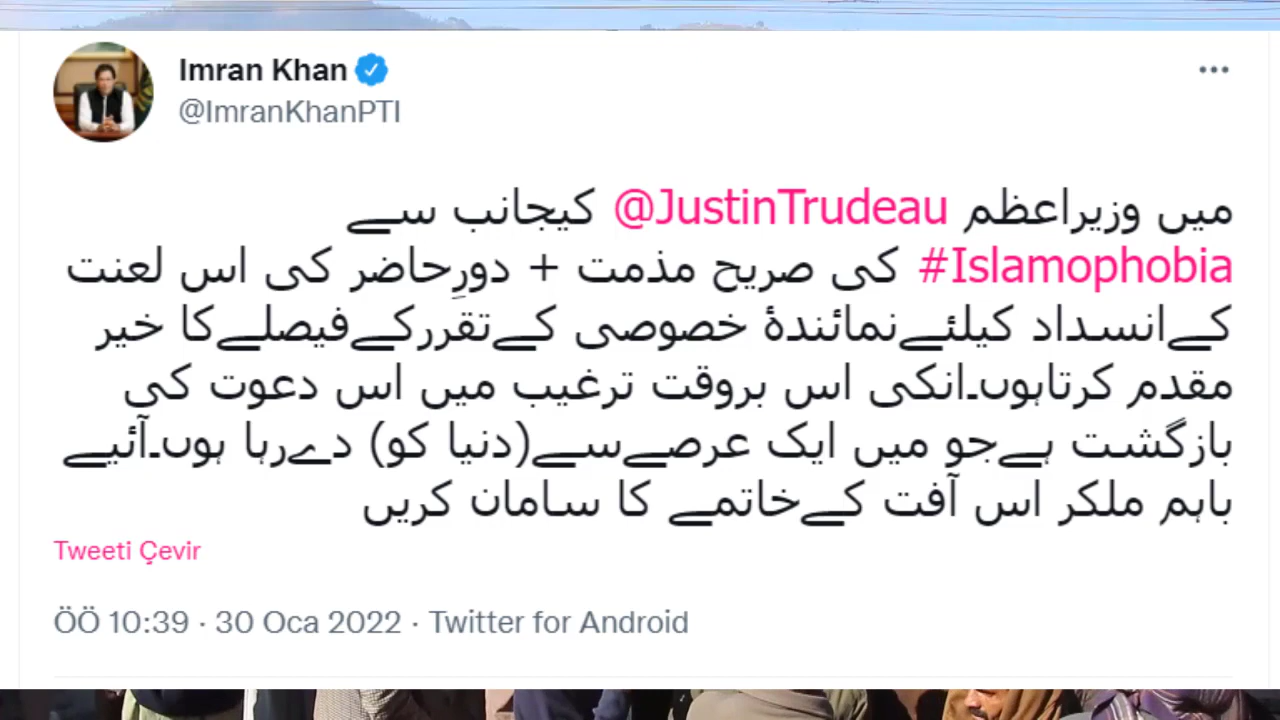 Imran Khan
@ImranKhanPTI
میں وزیراعظم @JustinTrudeau کیجانب سے
#Islamophobia کی صریح مذمت + دورِحاضر کی اس لعنت
کےانسداد کیلئےنمائندۂ خصوصی کےتقررکےفیصلےکا خیر
مقدم کرتاہوں۔انکی اس بروقت ترغیب میں اس دعوت کی
بازگشت ہےجو میں ایک عرصےسے(دنیا کو) دےرہا ہوں۔آئیے
باہم ملکر اس آفت کےخاتمے کا سامان کریں
Tweeti Çevir
ÖÖ 10:39 · 30 Oca 2022 · Twitter for Android